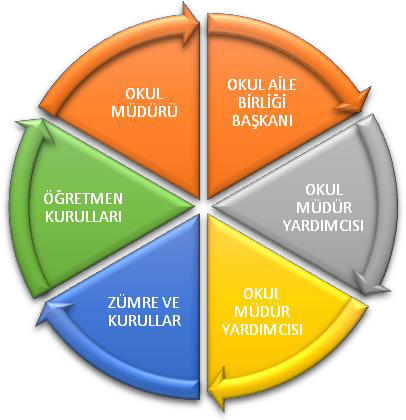 OKUL
MÜDÜRÜ
OKUL AİLE
BİRLİĞİ
BAŞKANI
OKUL
MÜDÜR
YARDIMCISI
OKUL
MÜDÜR
YARDIMCISI
ZÜMRE VE
KURULLAR
ÖĞRETMEN
KURULLARI